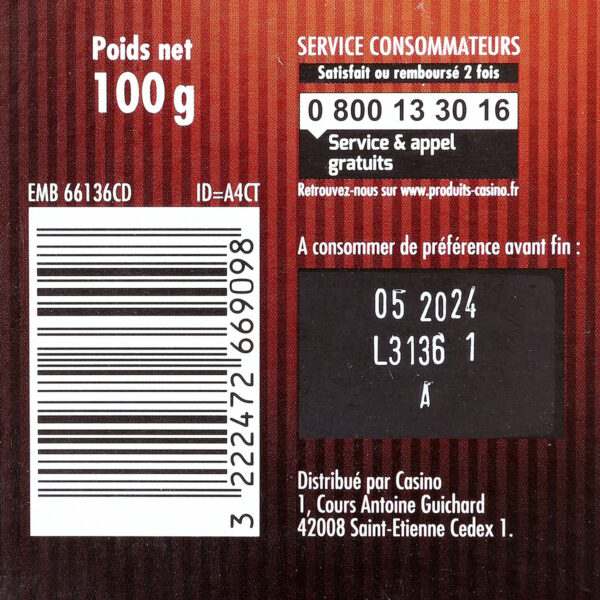 Poids net
100 g
SERVICE CONSOMMATEURS
Satisfait ou remboursé 2 fois
0 800 13 30 16
Service & appel
gratuits
Retrouvez-nous sur www.produits-casino.fr
EMB 66136CD ID=A4CT
3 222472 669098
A consommer de préférence avant fin :
05 2024
L3136 1
A
Distribué par Casino
1, Cours Antoine Guichard
42008 Saint-Etienne Cedex 1.